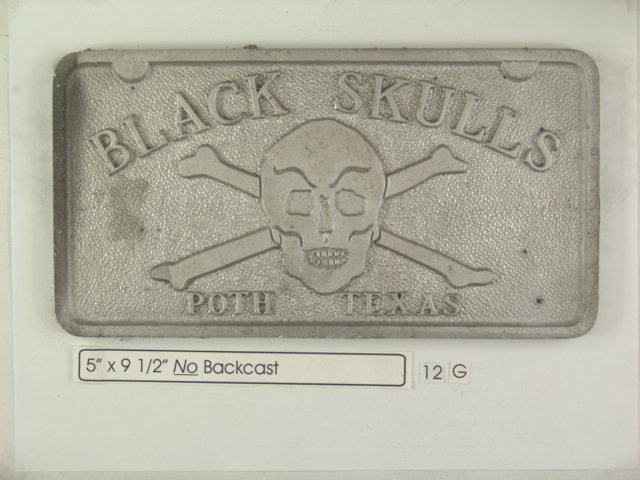 BLACK SKULLS
POTH TEXAS
5" x 9 1/2" No Backcast
12 G